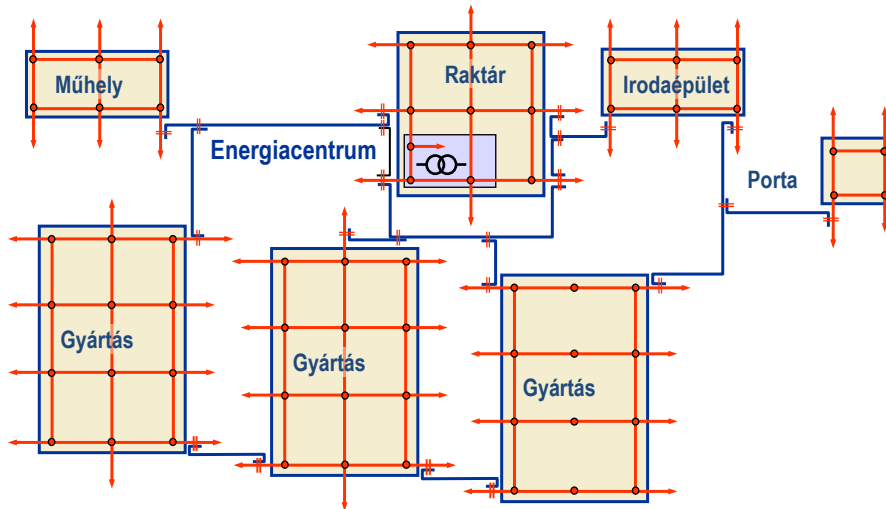 Műhely
Raktár
Irodaépület
Energiacentrum
Porta
Gyártás
Gyártás
Gyártás